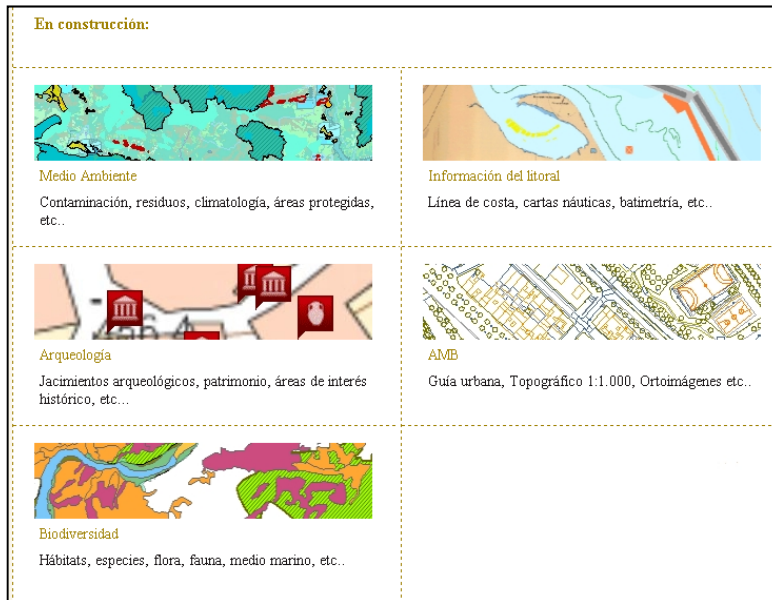 En construcción:
Medio Ambiente
Contaminación, residuos, climatología, áreas protegidas,
etc..
Información del litoral
Línea de costa, cartas náuticas, batimetría, etc..
Arqueología
Jacimientos arqueológicos, patrimonio, áreas de interés
histórico, etc...
AMB
Guía urbana, Topográfico 1:1.000, Ortoimágenes etc..
Biodiversidad
Hábitats, especies, flora, fauna, medio marino, etc..